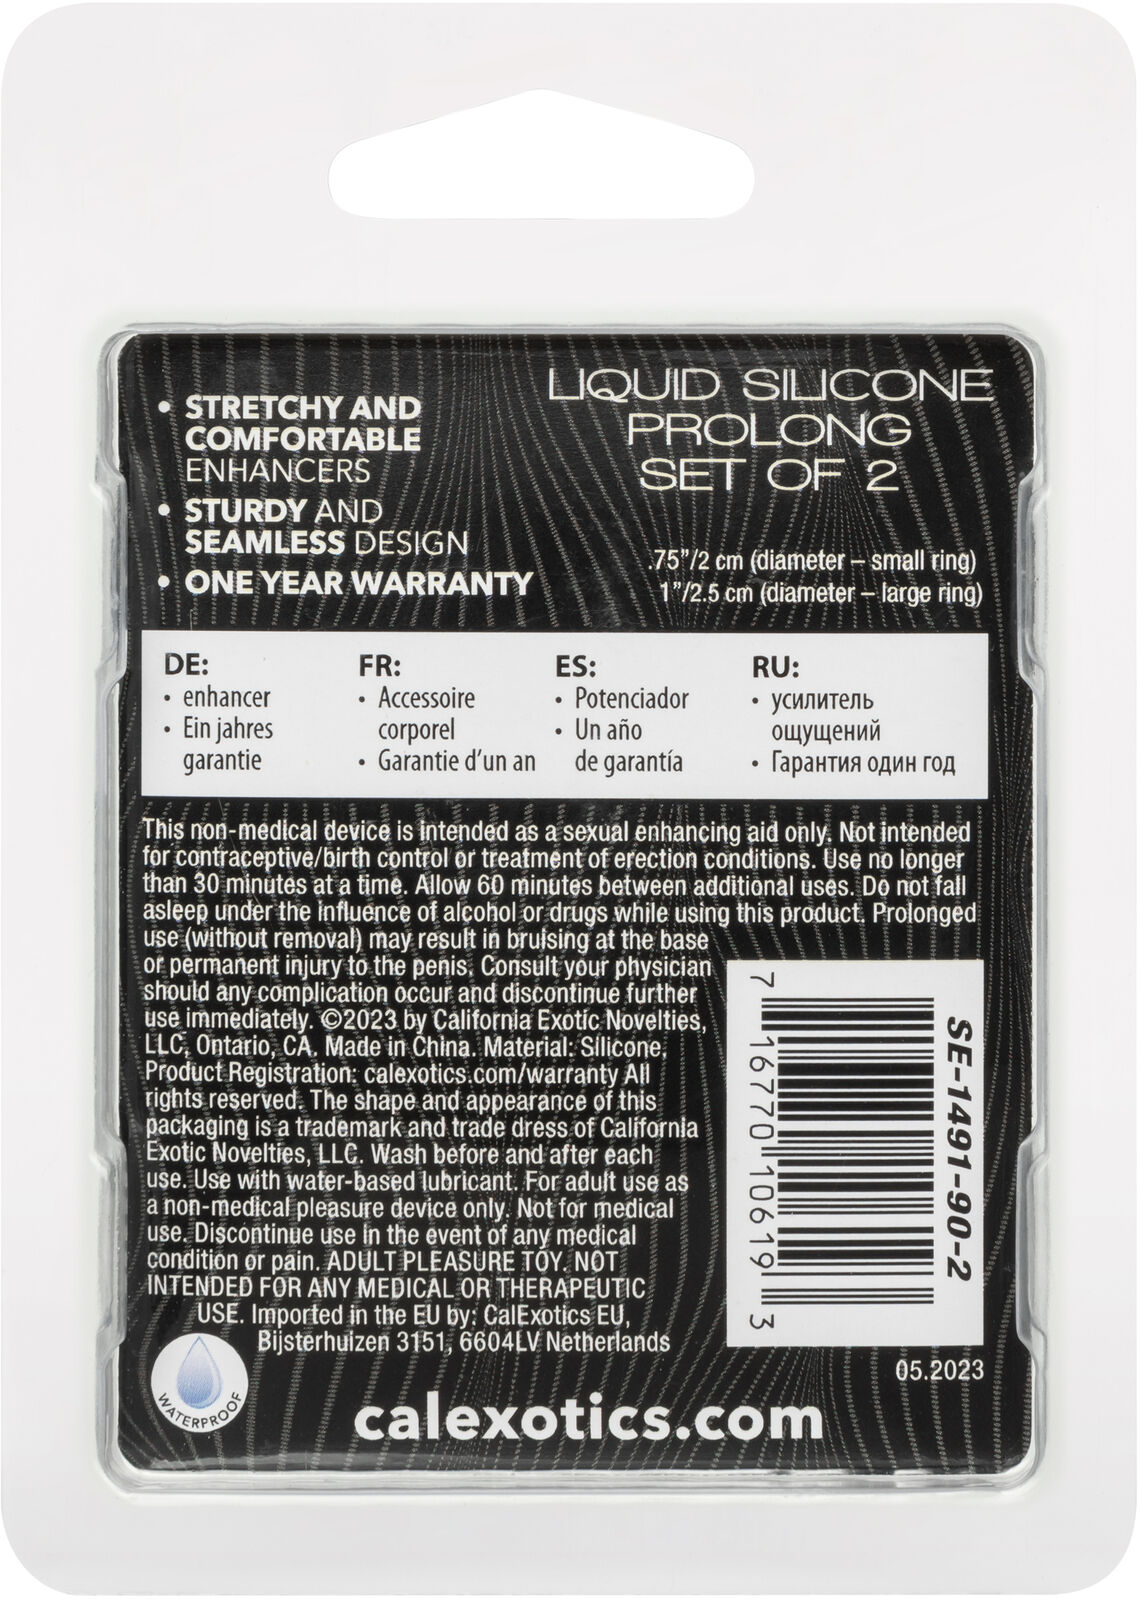 • STRETCHY AND
COMFORTABLE
ENHANCERS
• STURDY AND
SEAMLESS DESIGN
• ONE YEAR WARRANTY
LIQUID SILICONE
PROLONG
SET OF 2
.75”/2 cm (diameter – small ring)
1”/2.5 cm (diameter – large ring)
DE:
• enhancer
• Ein jahres
garantie
FR:
• Accessoire
corporel
• Garantie d’un an
ES:
• Potenciador
• Un año
de garantía
RU:
• усилитель
ощущений
• Гарантия один год
This non-medical device is intended as a sexual enhancing aid only. Not intended
for contraceptive/birth control or treatment of erection conditions. Use no longer
than 30 minutes at a time. Allow 60 minutes between additional uses. Do not fall
asleep under the influence of alcohol or drugs while using this product. Prolonged
use (without removal) may result in bruising at the base
or permanent injury to the penis. Consult your physician
should any complication occur and discontinue further
use immediately. ©2023 by California Exotic Novelties,
LLC, Ontario, CA. Made in China. Material: Silicone.
Product Registration: calexotics.com/warranty All
rights reserved. The shape and appearance of this
packaging is a trademark and trade dress of California
Exotic Novelties, LLC. Wash before and after each
use. Use with water-based lubricant. For adult use as
a non-medical pleasure device only. Not for medical
use. Discontinue use in the event of any medical
condition or pain. ADULT PLEASURE TOY. NOT
INTENDED FOR ANY MEDICAL OR THERAPEUTIC
USE. Imported in the EU by: CalExotics EU,
Bijsterhuizen 3151, 6604LV Netherlands
7 16770 10619 3
SE-1491-90-2
05.2023
WATERPROOF
calexotics.com